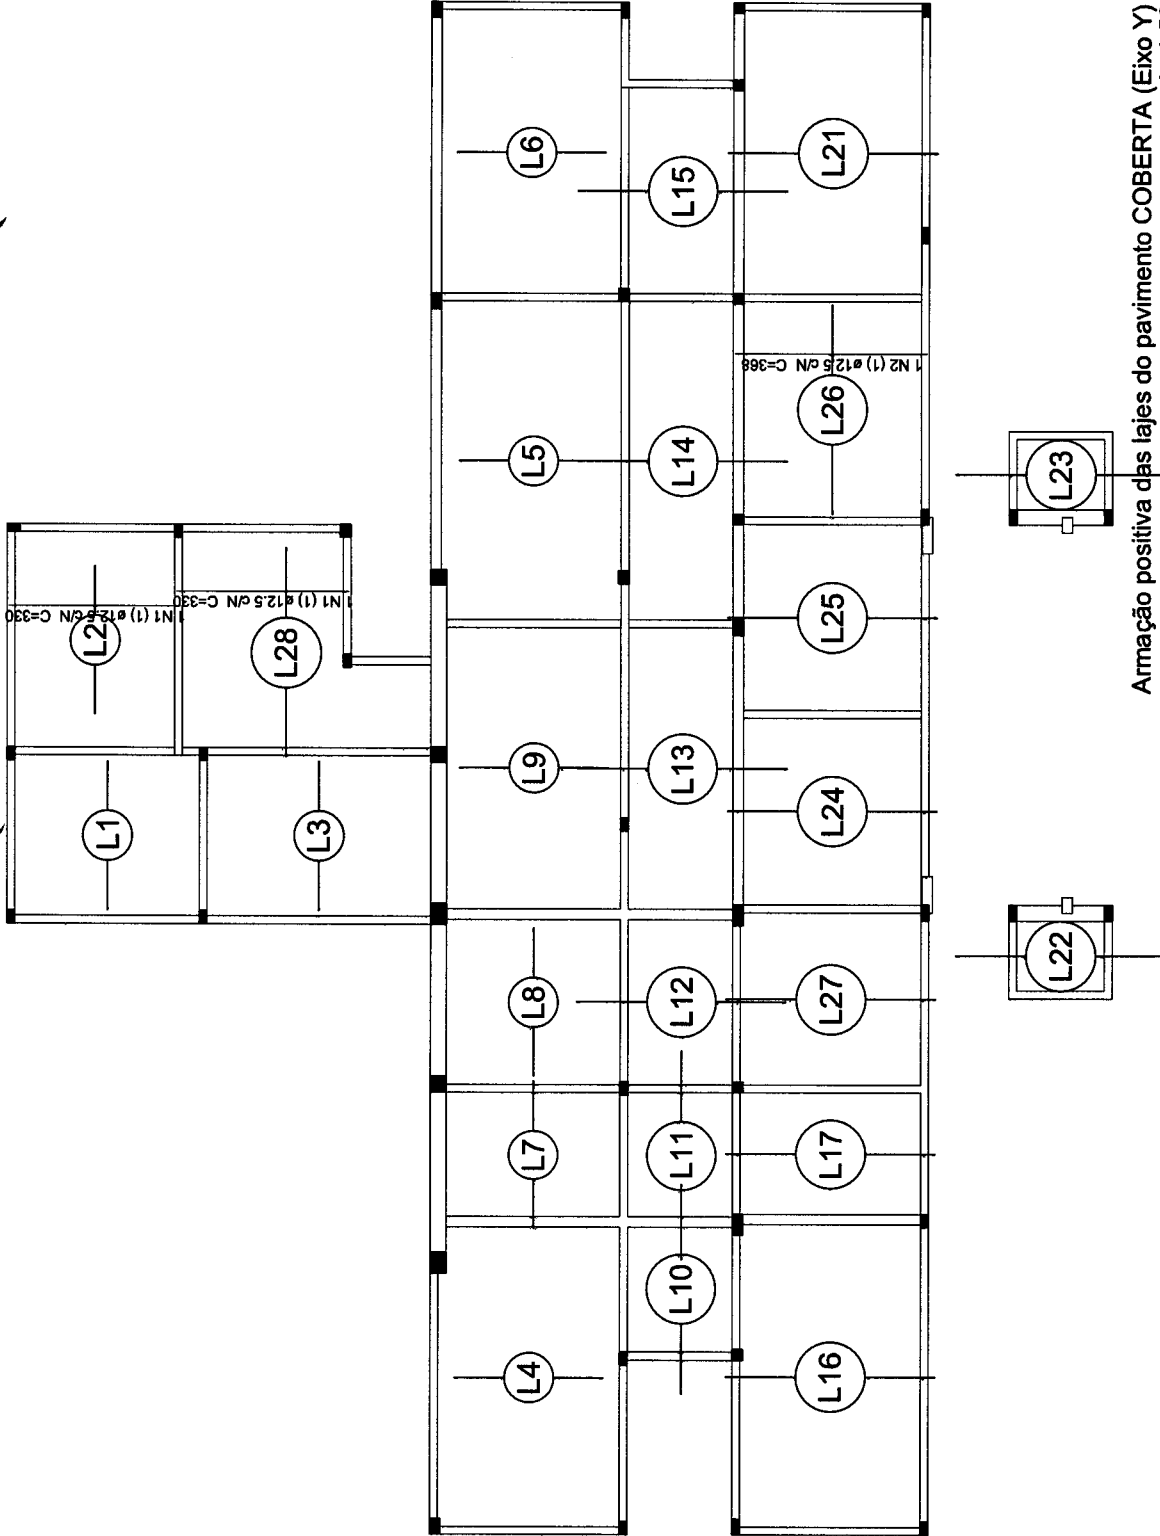 L1
L2
1 N1 (1) ø12.5 c/N C=330
L3
L28
1 N1 (1) ø12.5 c/N C=330
L4
L7
L8
L9
L5
L6
L10
L11
L12
L13
L14
L15
L16
L17
L27
L24
L25
L26
1 N2 (1) ø12.5 c/N C=368
L21
L22
L23
Armação positiva das lajes do pavimento COBERTA (Eixo Y)